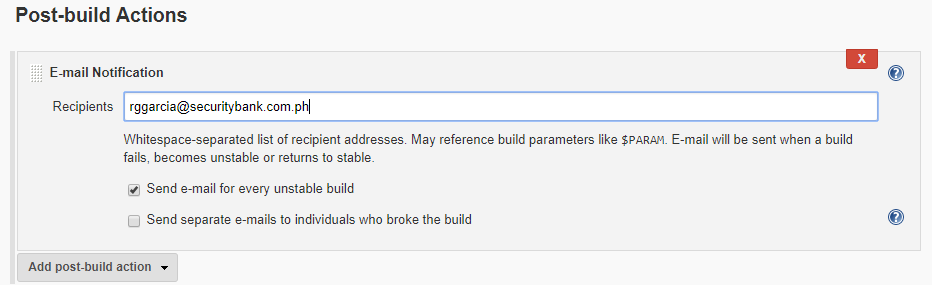 Post-build Actions
X
E-mail Notification
?
Recipients
rggarcia@securitybank.com.ph
Whitespace-separated list of recipient addresses. May reference build parameters like $PARAM. E-mail will be sent when a build
fails, becomes unstable or returns to stable.
Send e-mail for every unstable build
Send separate e-mails to individuals who broke the build
?
Add post-build action